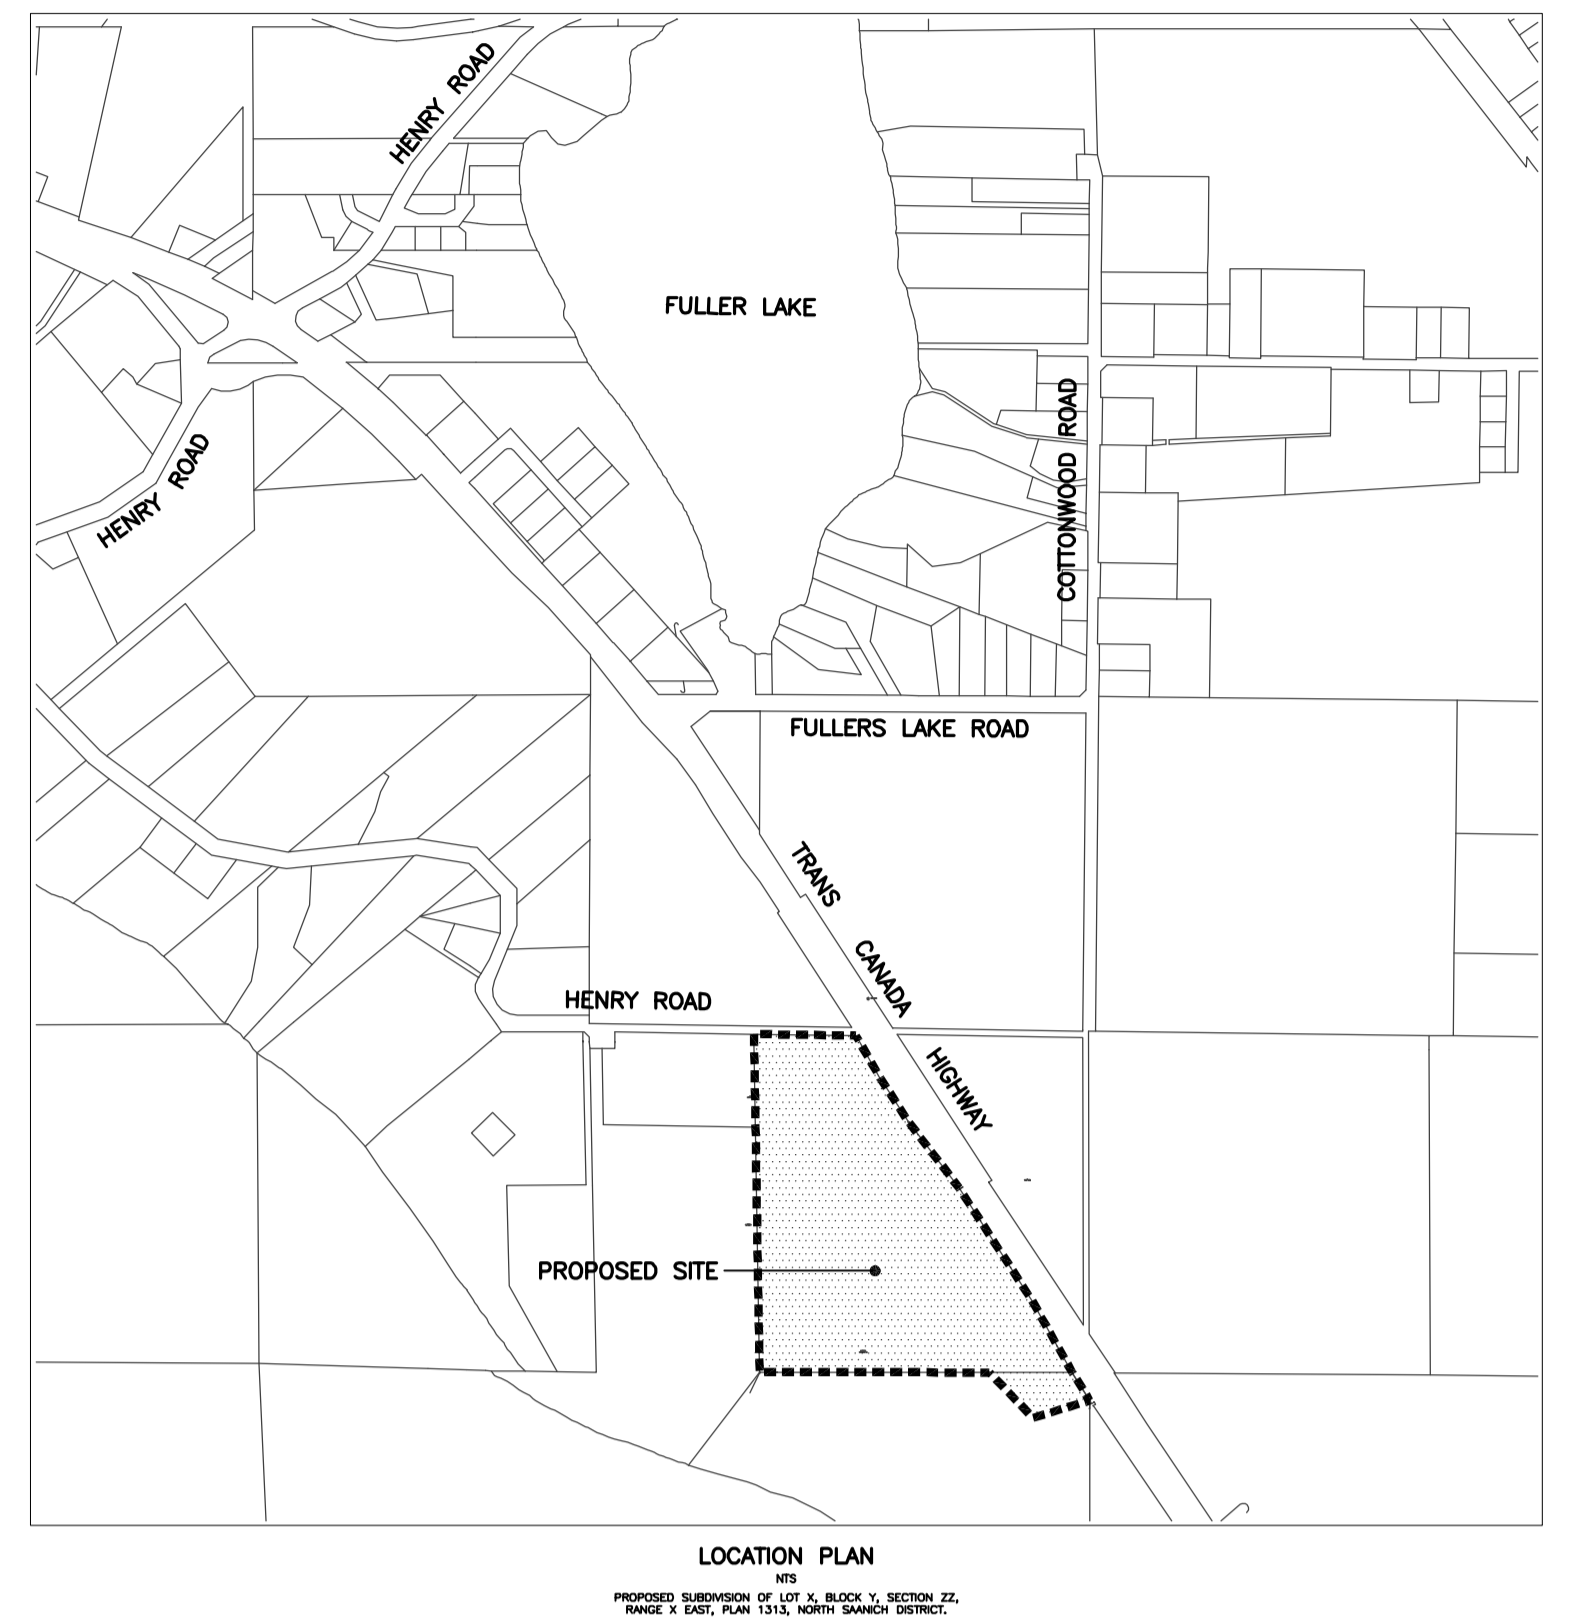 HENRY ROAD
FULLER LAKE
COTTONWOOD ROAD
HENRY ROAD
FULLERS LAKE ROAD
TRANS CANADA HIGHWAY
HENRY ROAD
PROPOSED SITE
LOCATION PLAN
NTS
PROPOSED SUBDIVISION OF LOT X, BLOCK Y, SECTION ZZ,
RANGE X EAST, PLAN 1313, NORTH SAANICH DISTRICT.